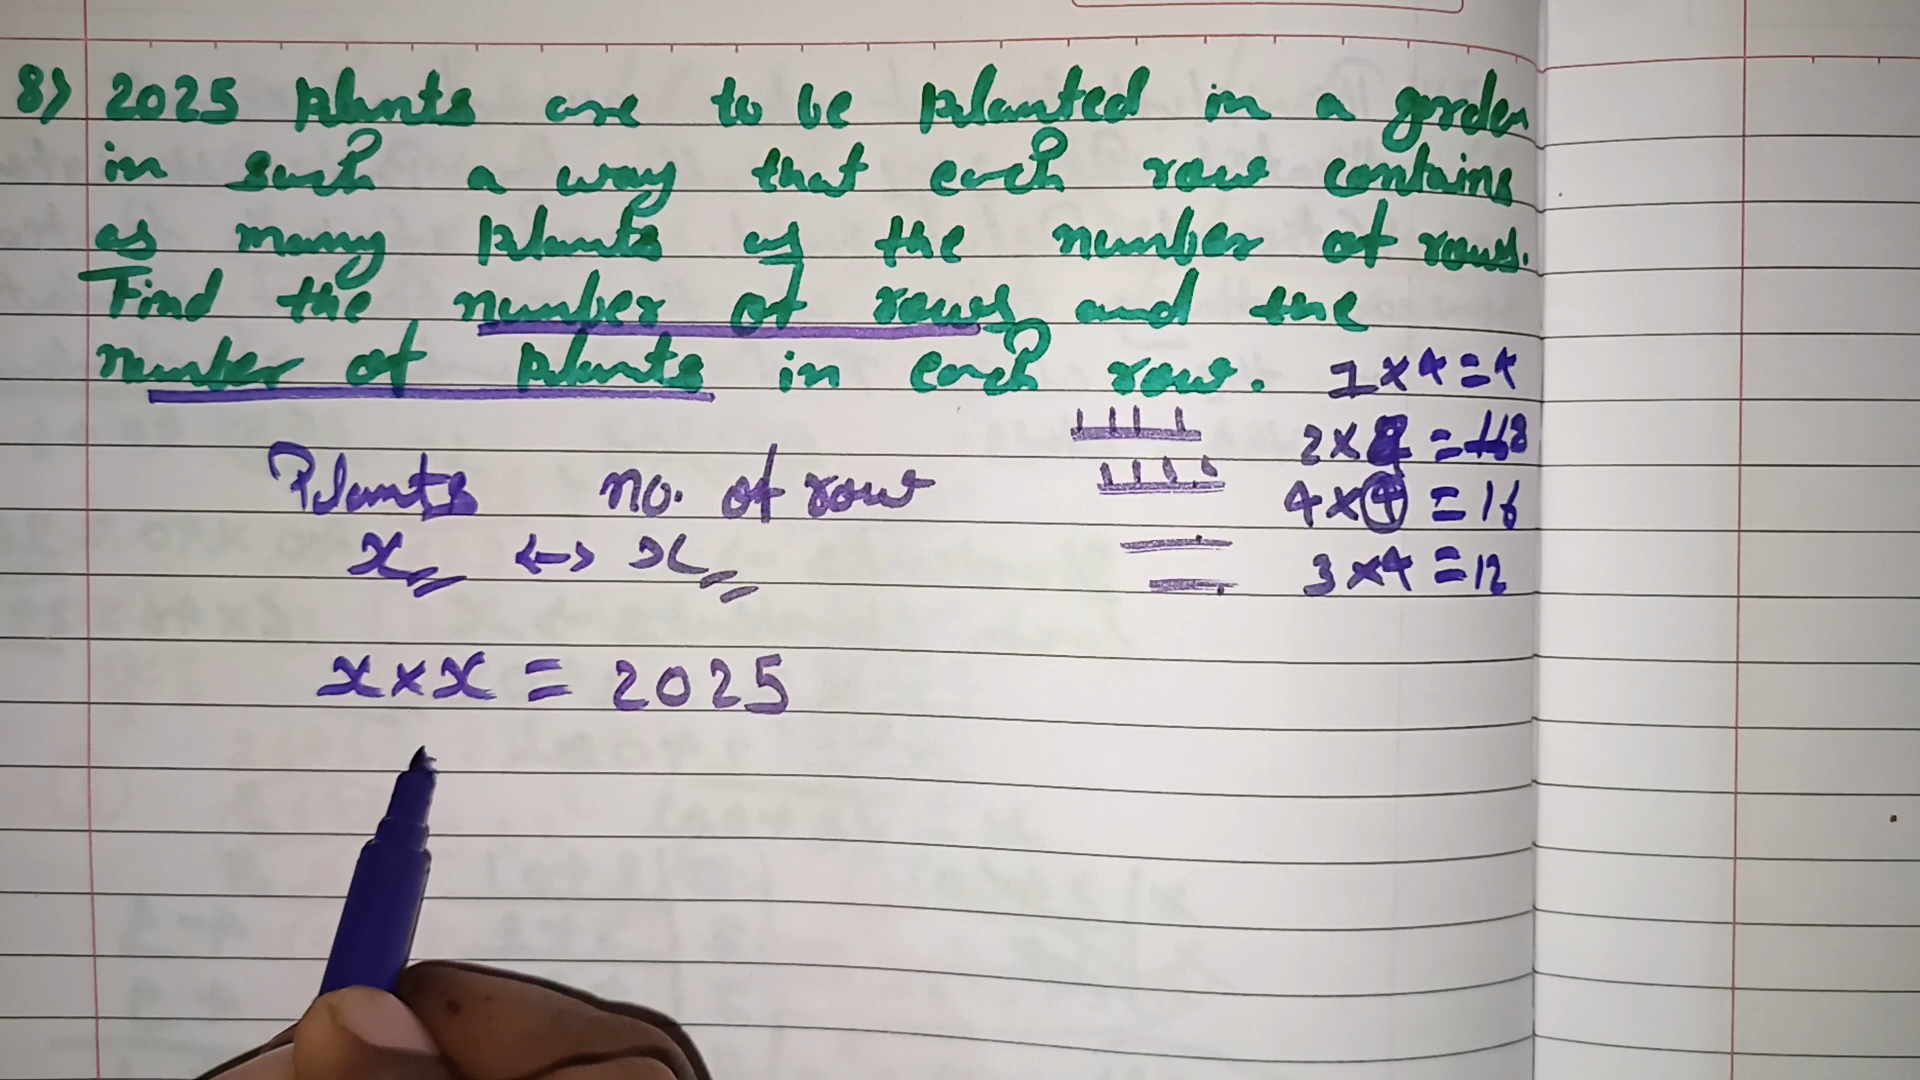 8) 2025 plants are to be planted in a garden
in such a way that each row contains
as many plants as the number of rows.
Find the number of rows and the
number of plants in each row.
1 x 4 = 4
2 x 4 = 8
4 x 4 = 16
3 x 4 = 12
Plants no. of row
x ↔ x
x × x = 2025